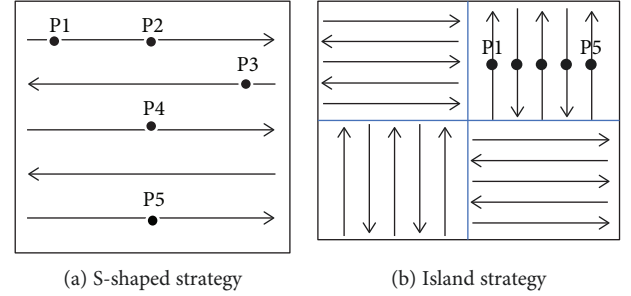 P1 P2
P3
P4
P5
P1 P5
(a) S-shaped strategy
(b) Island strategy